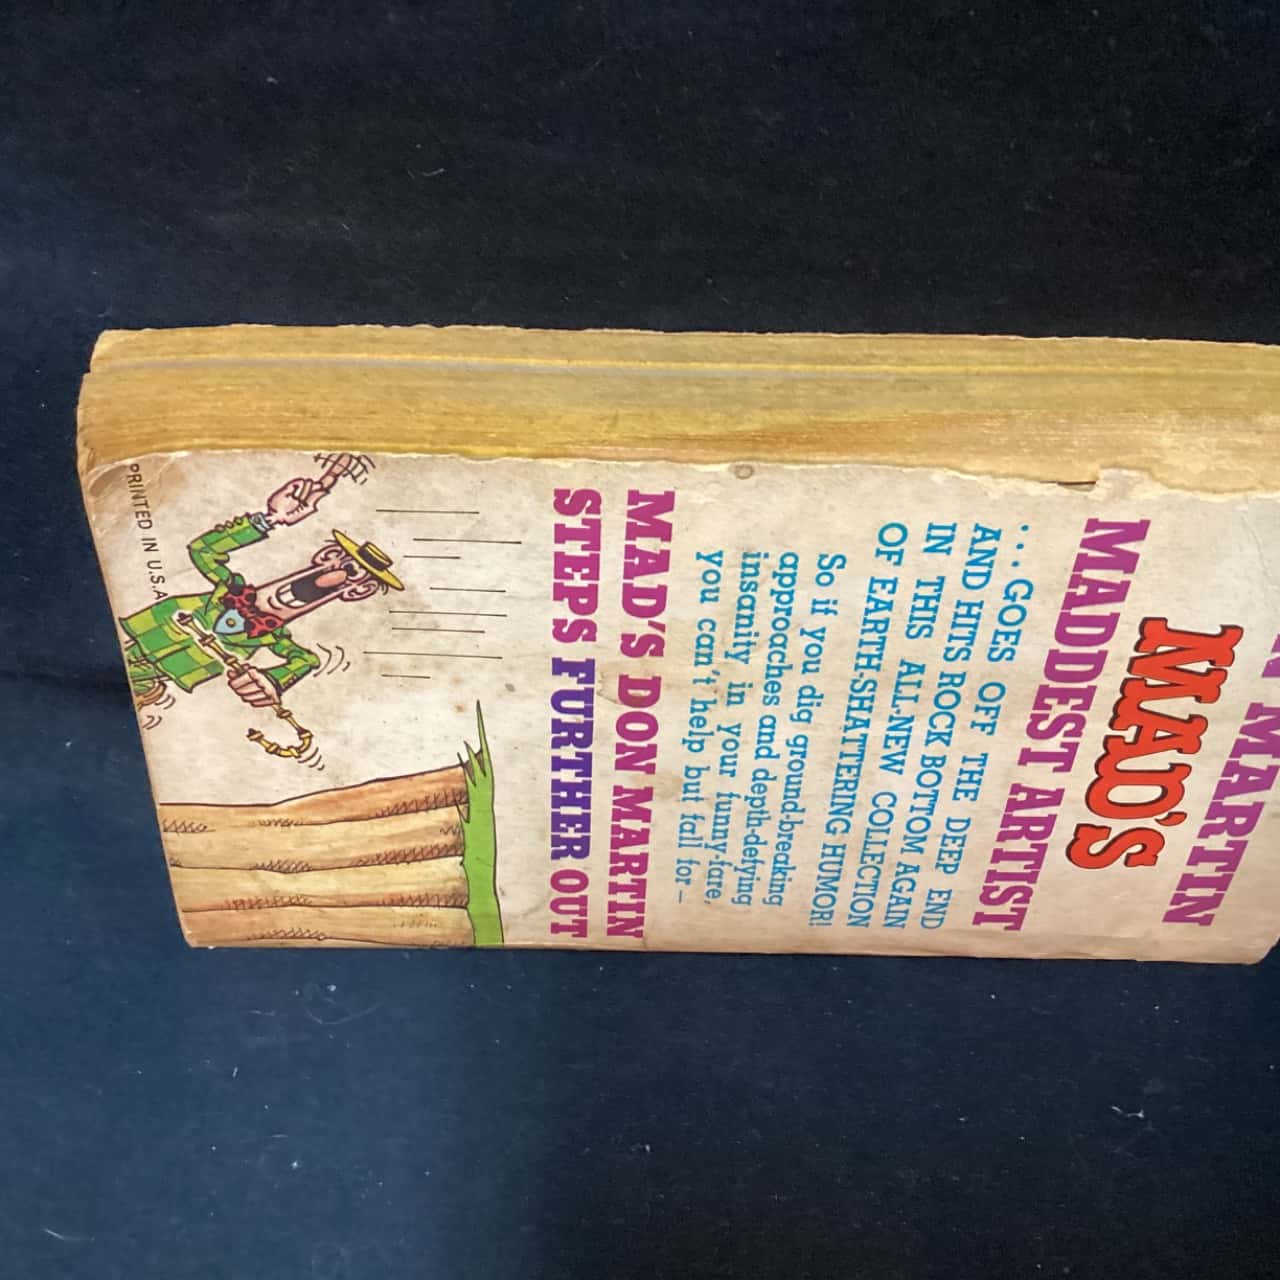 MARTIN
MAD'S
MADDEST ARTIST
...GOES OFF THE DEEP END
AND HITS ROCK BOTTOM AGAIN
IN THIS ALL-NEW COLLECTION
OF EARTH-SHATTERING HUMOR!
So if you dig ground-breaking
approaches and depth-defying
insanity in your funny-fare,
you can't help but fall for –
MAD'S DON MARTIN
STEPS FURTHER OUT
PRINTED IN U.S.A